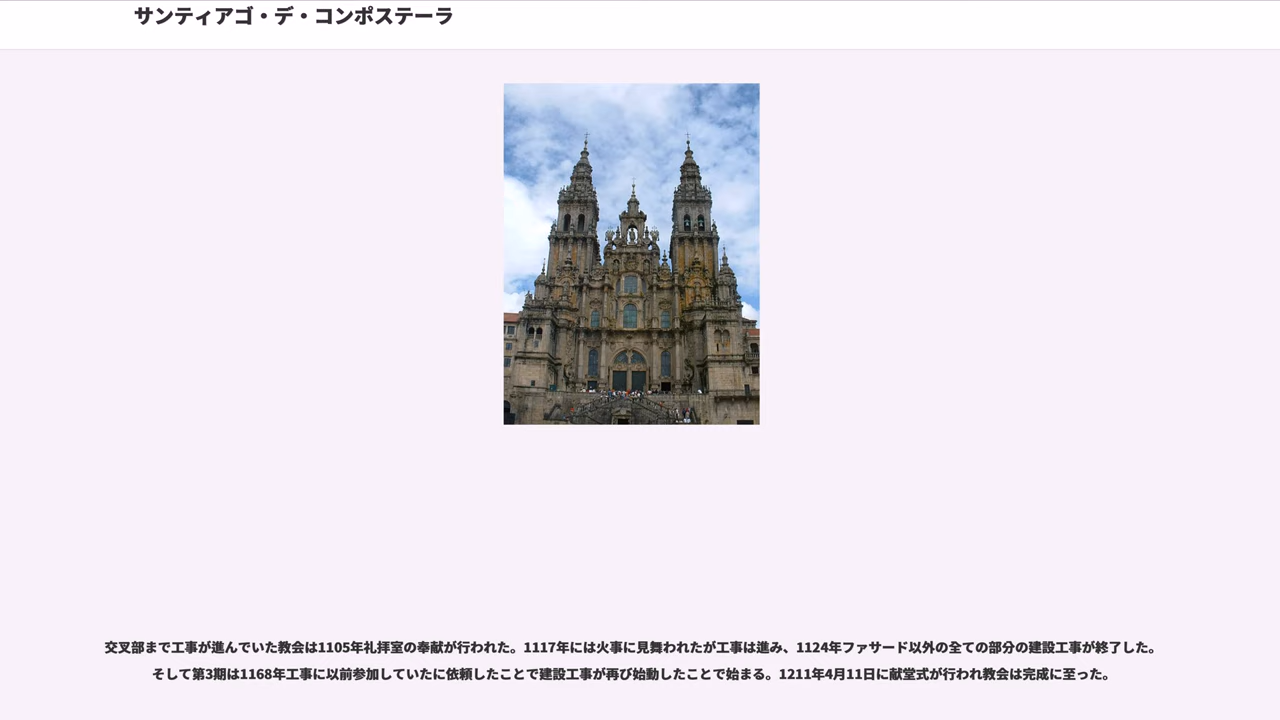 サンティアゴ・デ・コンポステーラ
交叉部まで工事が進んでいた教会は1105年礼拝室の奉献が行われた。1117年には火事に見舞われたが工事は進み、1124年ファサード以外の全ての部分の建設工事が終了した。
そして第3期は1168年工事に以前参加していたに依頼したことで建設工事が再び始動したことで始まる。1211年4月11日に献堂式が行われ教会は完成に至った。